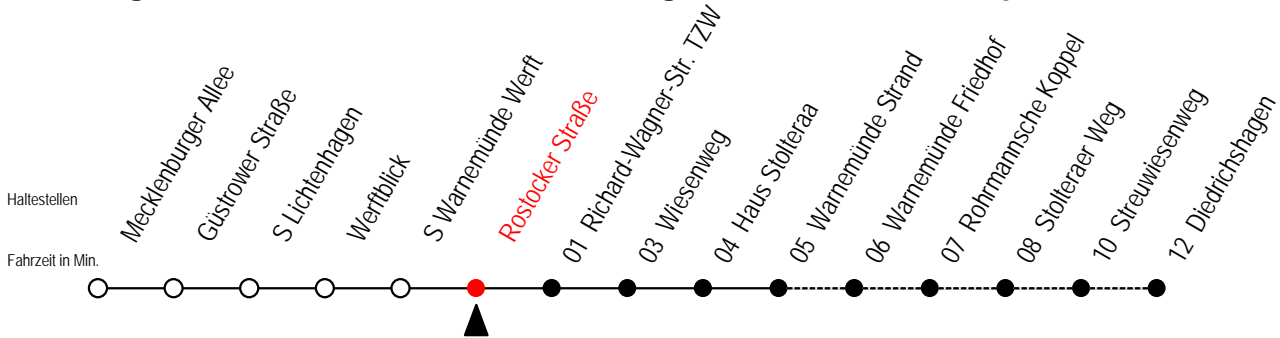 Haltestellen
Fahrzeit in Min.
Mecklenburger Allee
Güstrower Straße
S Lichtenhagen
Werftblick
S Warnemünde Werft
Rostocker Straße
01 Richard-Wagner-Str. TZW
03 Wiesenweg
04 Haus Stolteraa
05 Warnemünde Strand
06 Warnemünde Friedhof
07 Rohrmannsche Koppel
08 Stolteraer Weg
10 Streuwiesenweg
12 Diedrichshagen